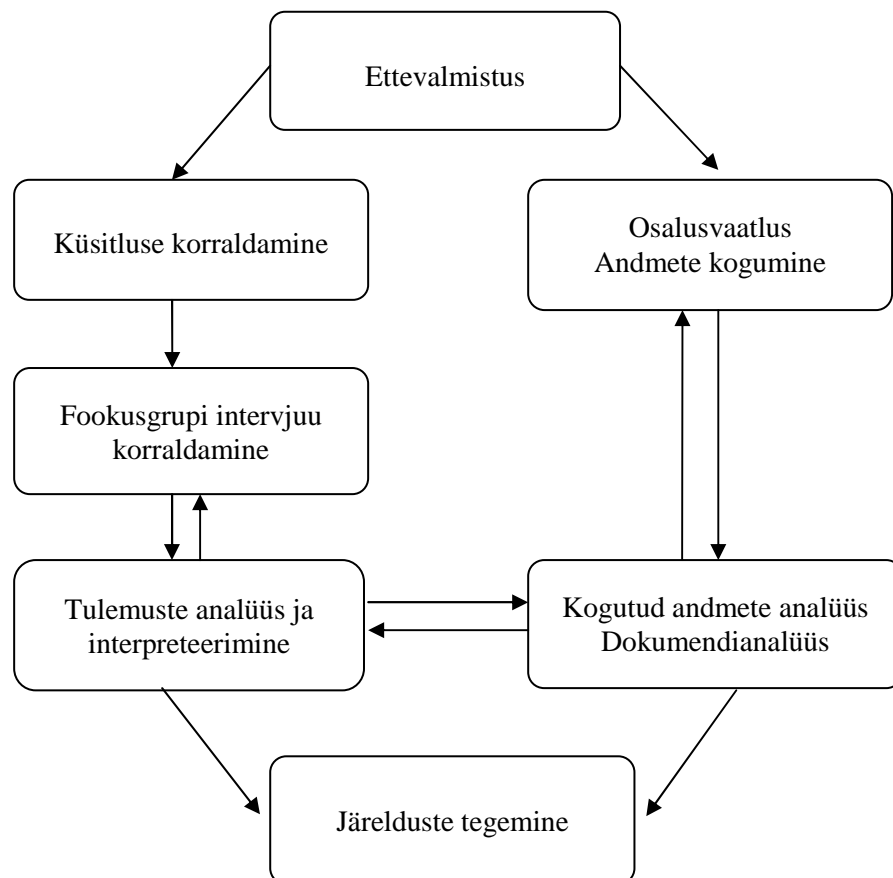 Ettevalmistus
Küsitluse korraldamine
Osalusvaatlus
Andmete kogumine
Fookusgrupi intervjuu
korraldamine
Tulemuste analüüs ja
interpreteerimine
Kogutud andmete analüüs
Dokumendianalüüs
Järelduste tegemine